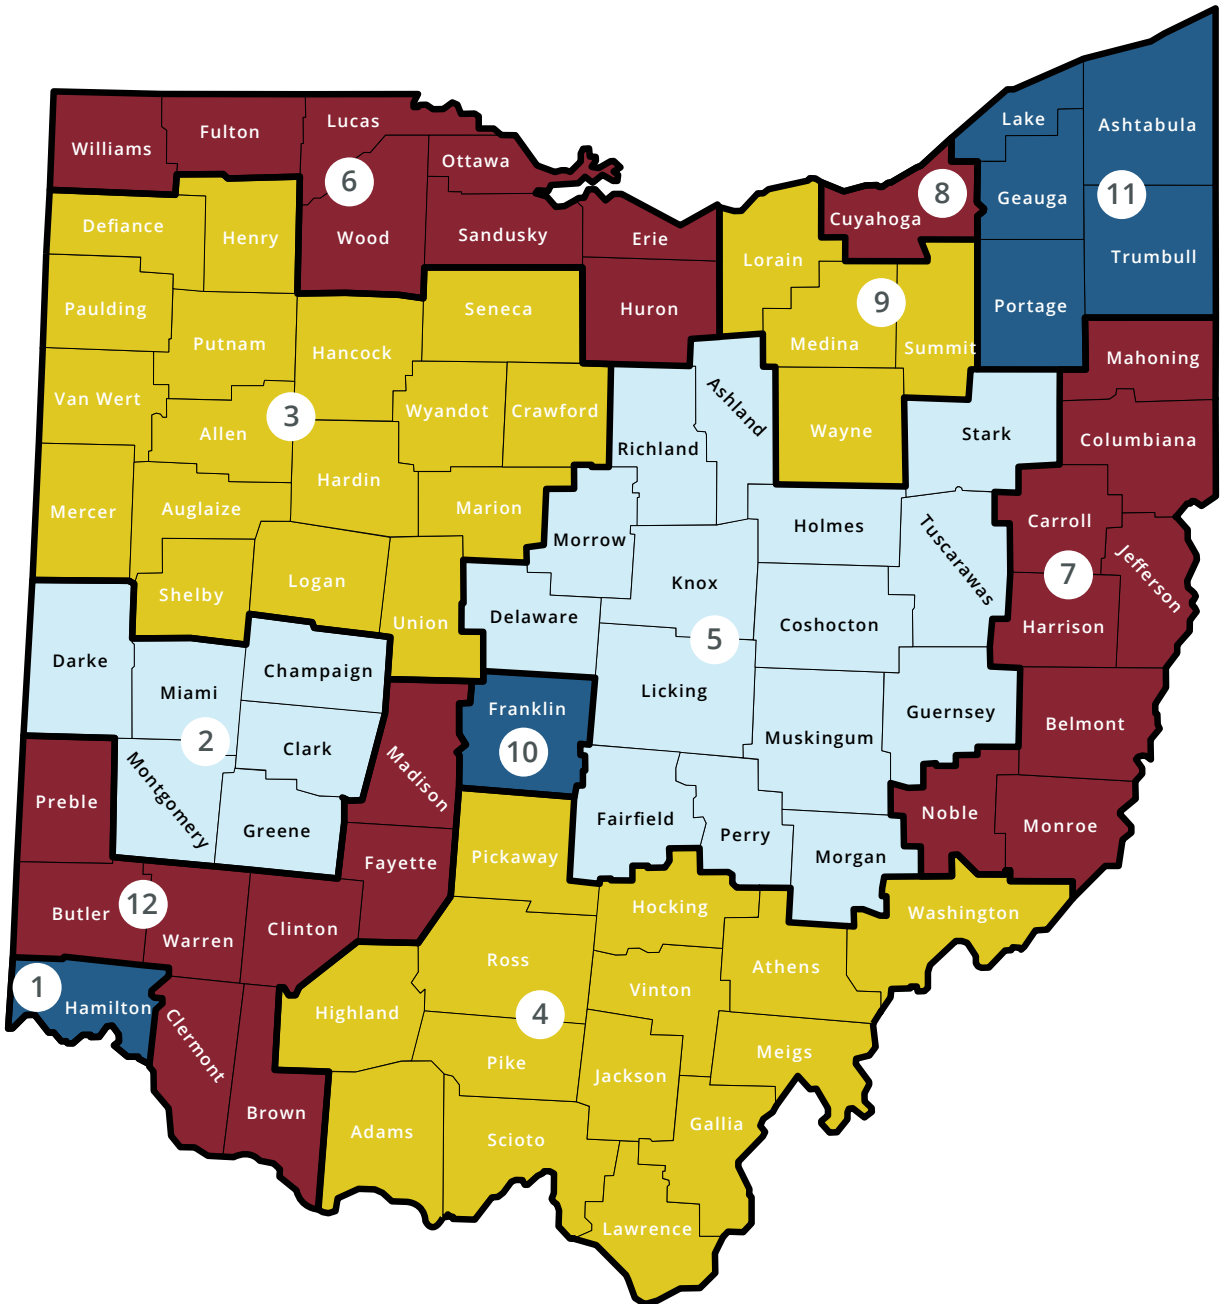 Lake
Ashtabula
Lucas
Fulton
Williams
Ottawa
6
8
11
Geauga
Cuyahoga
Defiance
Henry
Wood
Sandusky
Erie
Lorain
Trumbull
9
Paulding
Seneca
Huron
Portage
Putnam
Hancock
Medina
Summit
Mahoning
Van Wert
Wyandot
Crawford
Ashland
3
Allen
Richland
Wayne
Stark
Columbiana
Hardin
Mercer
Auglaize
Marion
Morrow
Holmes
Carroll
Tuscarawas
Jefferson
7
Logan
Knox
Shelby
Union
Delaware
Coshocton
Harrison
5
Darke
Champaign
Miami
Licking
Franklin
Guernsey
Belmont
2
Clark
10
Muskingum
Madison
Montgomery
Preble
Greene
Fairfield
Perry
Noble
Monroe
Pickaway
Morgan
Fayette
12
Butler
Warren
Clinton
Hocking
Washington
Ross
Athens
1
Hamilton
Highland
Vinton
4
Clermont
Pike
Jackson
Meigs
Brown
Adams
Scioto
Gallia
Lawrence